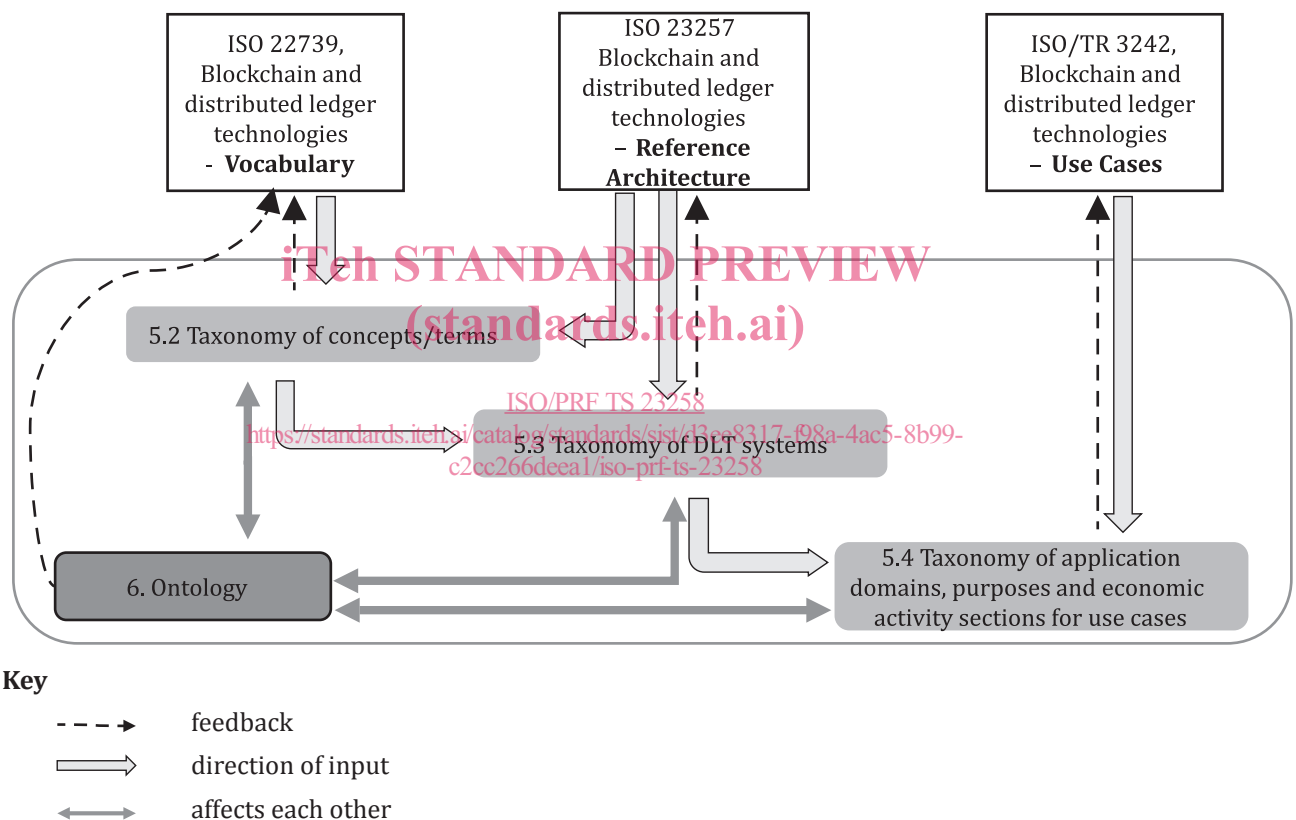 ISO 22739,
Blockchain and
distributed ledger
technologies
- Vocabulary
ISO 23257
Blockchain and
distributed ledger
technologies
– Reference
Architecture
ISO/TR 3242,
Blockchain and
distributed ledger
technologies
– Use Cases
iTeh STANDARD PREVIEW
(standards.iteh.ai)
5.2 Taxonomy of concepts/terms
ISO/PRF TS 23258
https://standards.iteh.ai/catalog/standards/sist/d3ee8317-f98a-4ac5-8b99-
c2cc266deea1/iso-prf-ts-23258
5.3 Taxonomy of DLT systems
5.4 Taxonomy of application
domains, purposes and economic
activity sections for use cases
6. Ontology
Key
feedback
direction of input
affects each other